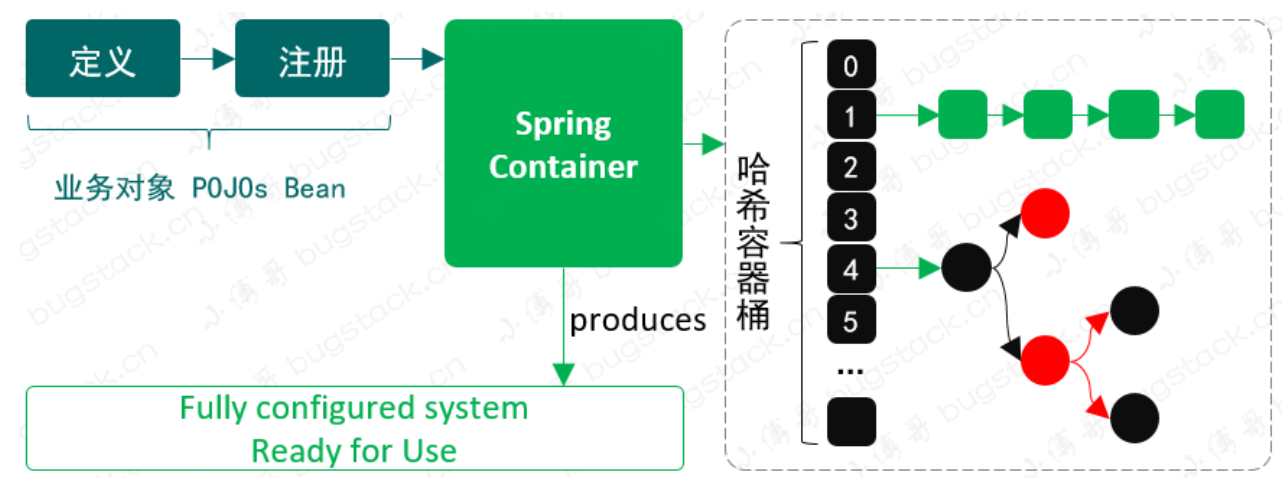 定义
注册
业务对象 POJOs Bean
Spring
Container
produces
Fully configured system
Ready for Use
哈希容器桶
0
1
2
3
4
5
...
小傅哥 bugstack.cn